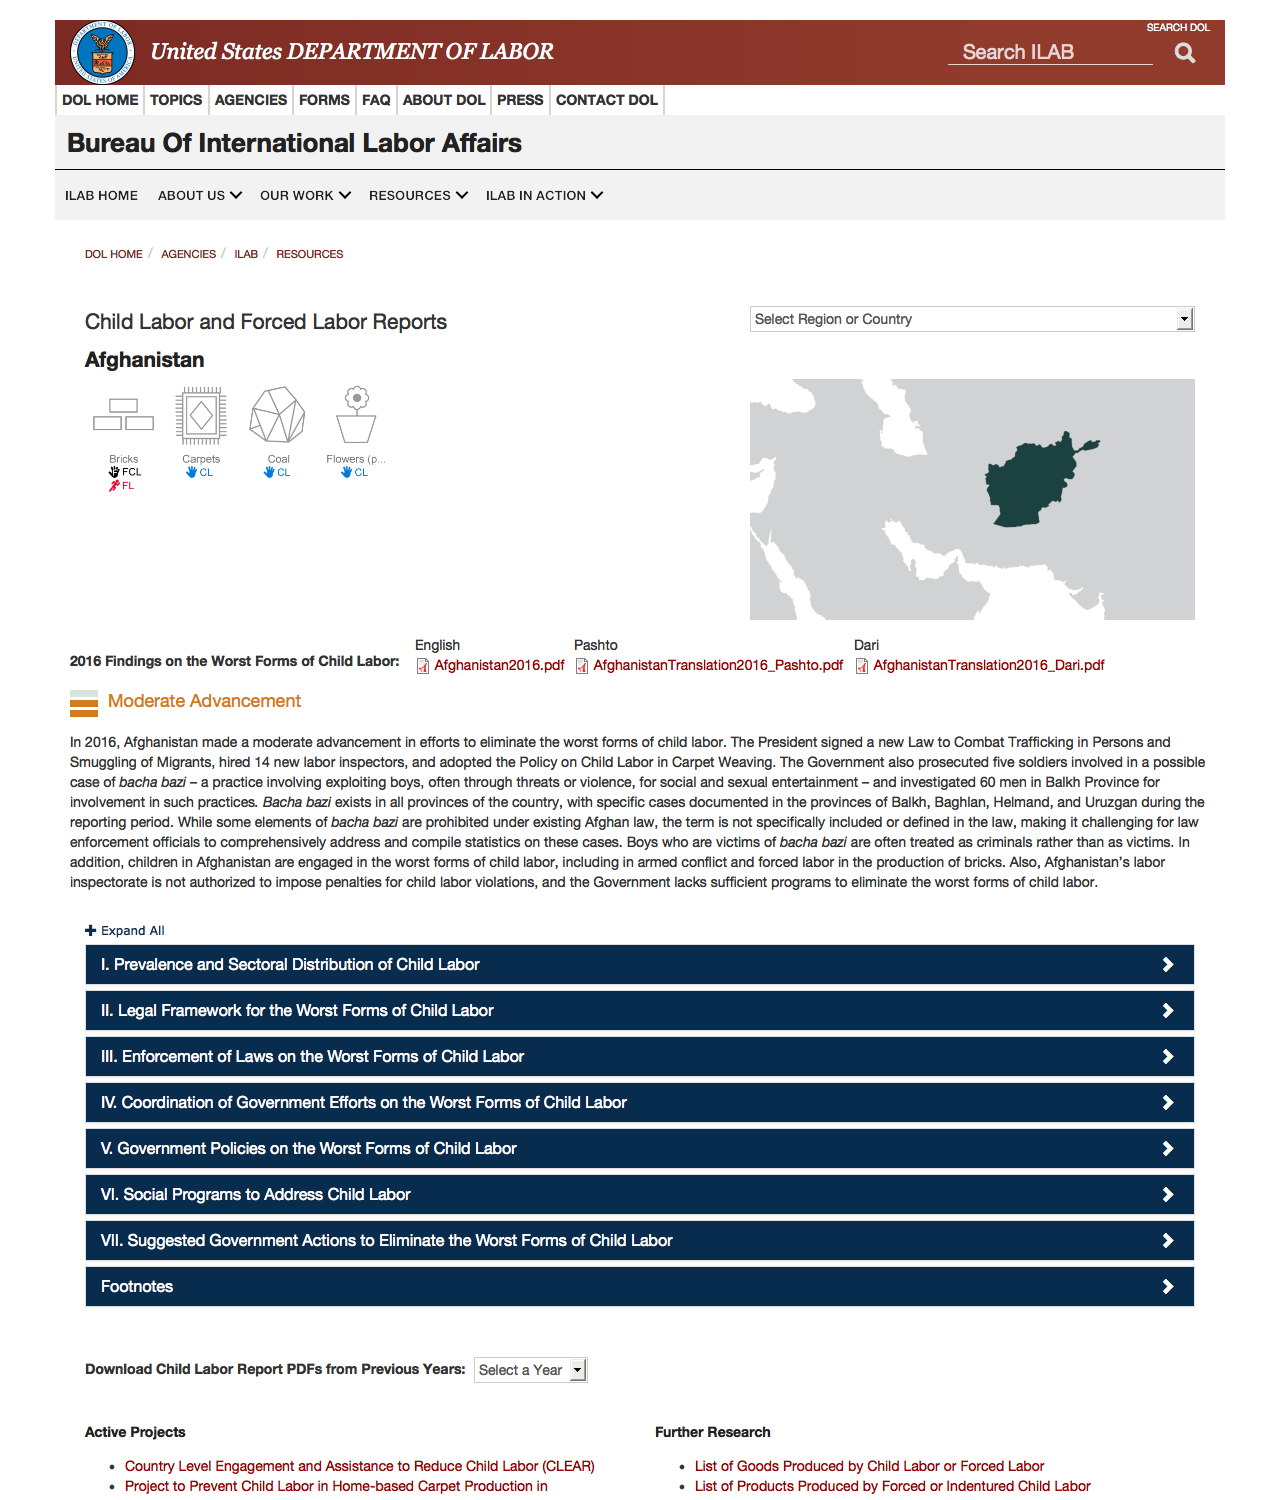 SEARCH DOL
United States DEPARTMENT OF LABOR
Search ILAB
DOL HOME TOPICS AGENCIES FORMS FAQ ABOUT DOL PRESS CONTACT DOL
Bureau Of International Labor Affairs
ILAB HOME ABOUT US OUR WORK RESOURCES ILAB IN ACTION
DOL HOME / AGENCIES / ILAB / RESOURCES
Child Labor and Forced Labor Reports
Select Region or Country
Afghanistan
Bricks Carpets Coal Flowers (p...
FCL CL CL CL
FL
English Pashto Dari
2016 Findings on the Worst Forms of Child Labor: Afghanistan2016.pdf AfghanistanTranslation2016_Pashto.pdf AfghanistanTranslation2016_Dari.pdf
Moderate Advancement
In 2016, Afghanistan made a moderate advancement in efforts to eliminate the worst forms of child labor. The President signed a new Law to Combat Trafficking in Persons and
Smuggling of Migrants, hired 14 new labor inspectors, and adopted the Policy on Child Labor in Carpet Weaving. The Government also prosecuted five soldiers involved in a possible
case of bacha bazi – a practice involving exploiting boys, often through threats or violence, for social and sexual entertainment – and investigated 60 men in Balkh Province for
involvement in such practices. Bacha bazi exists in all provinces of the country, with specific cases documented in the provinces of Balkh, Baghlan, Helmand, and Uruzgan during the
reporting period. While some elements of bacha bazi are prohibited under existing Afghan law, the term is not specifically included or defined in the law, making it challenging for law
enforcement officials to comprehensively address and compile statistics on these cases. Boys who are victims of bacha bazi are often treated as criminals rather than as victims. In
addition, children in Afghanistan are engaged in the worst forms of child labor, including in armed conflict and forced labor in the production of bricks. Also, Afghanistan's labor
inspectorate is not authorized to impose penalties for child labor violations, and the Government lacks sufficient programs to eliminate the worst forms of child labor.
Expand All
I. Prevalence and Sectoral Distribution of Child Labor
II. Legal Framework for the Worst Forms of Child Labor
III. Enforcement of Laws on the Worst Forms of Child Labor
IV. Coordination of Government Efforts on the Worst Forms of Child Labor
V. Government Policies on the Worst Forms of Child Labor
VI. Social Programs to Address Child Labor
VII. Suggested Government Actions to Eliminate the Worst Forms of Child Labor
Footnotes
Download Child Labor Report PDFs from Previous Years: Select a Year
Active Projects
• Country Level Engagement and Assistance to Reduce Child Labor (CLEAR)
• Project to Prevent Child Labor in Home-based Carpet Production in
Further Research
• List of Goods Produced by Child Labor or Forced Labor
• List of Products Produced by Forced or Indentured Child Labor